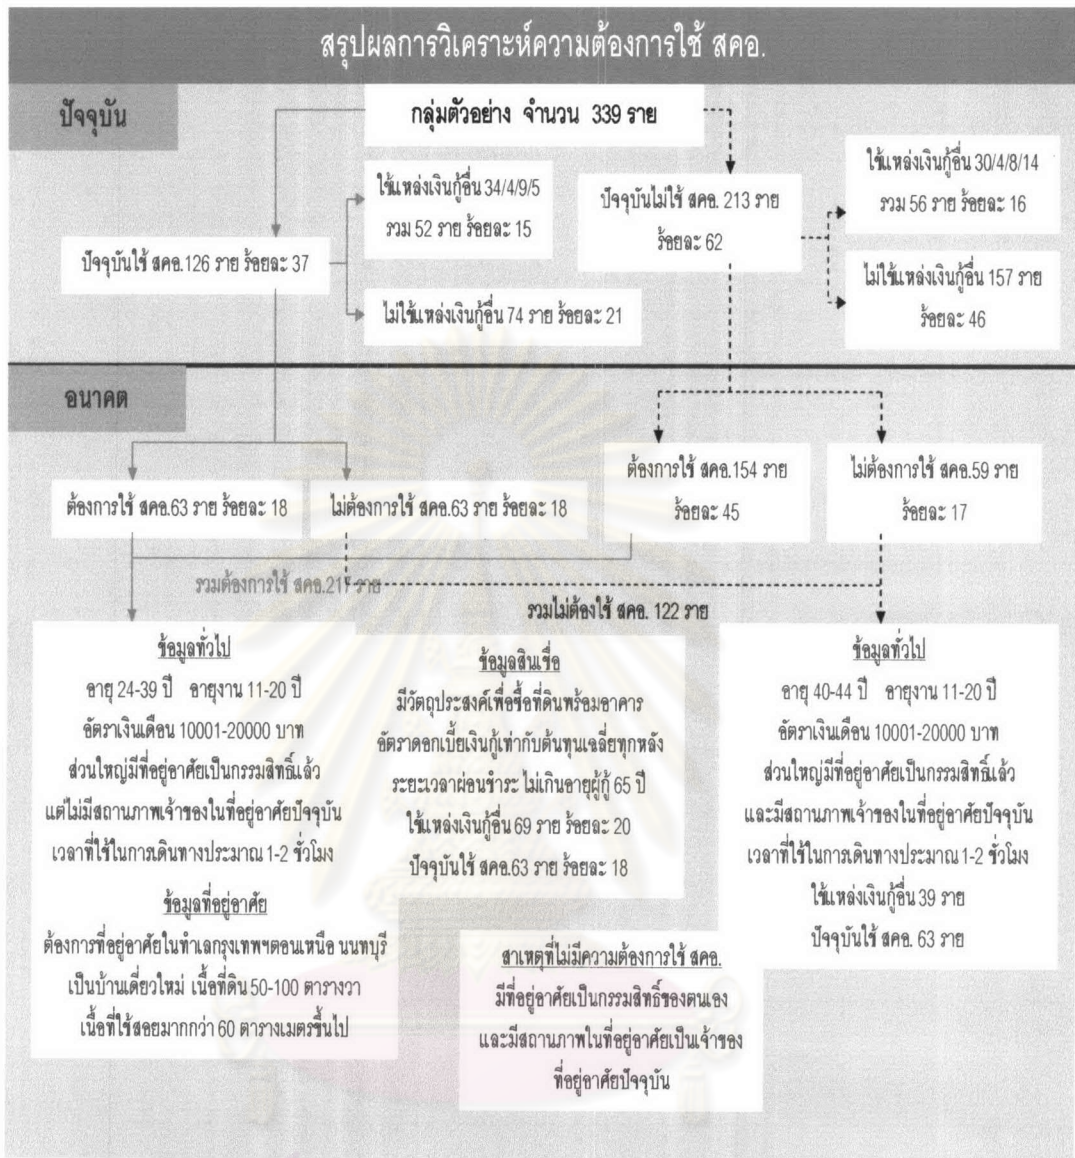 สรุปผลการวิเคราะห์ความต้องการใช้ สคอ.
ปัจจุบัน
กลุ่มตัวอย่าง จำนวน 339 ราย
ปัจจุบันใช้ สคอ.126 ราย ร้อยละ 37
ใช้แหล่งเงินกู้อื่น 34/4/9/5
รวม 52 ราย ร้อยละ 15
ไม่ใช้แหล่งเงินกู้อื่น 74 ราย ร้อยละ 21
ปัจจุบันไม่ใช้ สคอ. 213 ราย
ร้อยละ 62
ใช้แหล่งเงินกู้อื่น 30/4/8/14
รวม 56 ราย ร้อยละ 16
ไม่ใช้แหล่งเงินกู้อื่น 157 ราย
ร้อยละ 46
อนาคต
ต้องการใช้ สคอ.63 ราย ร้อยละ 18
ไม่ต้องการใช้ สคอ.63 ราย ร้อยละ 18
ต้องการใช้ สคอ.154 ราย
ร้อยละ 45
ไม่ต้องการใช้ สคอ.59 ราย
ร้อยละ 17
รวมต้องการใช้ สคอ.217 ราย
รวมไม่ต้องใช้ สคอ. 122 ราย
ข้อมูลทั่วไป
อายุ 24-39 ปี อายุงาน 11-20 ปี
อัตราเงินเดือน 10001-20000 บาท
ส่วนใหญ่มีที่อยู่อาศัยเป็นกรรมสิทธิ์แล้ว
แต่ไม่มีสถานภาพเจ้าของในที่อยู่อาศัยปัจจุบัน
เวลาที่ใช้ในการเดินทางประมาณ 1-2 ชั่วโมง
ข้อมูลที่อยู่อาศัย
ต้องการที่อยู่อาศัยในทำเลกรุงเทพฯตอนเหนือ นนทบุรี
เป็นบ้านเดี่ยวใหม่ เนื้อที่ดิน 50-100 ตารางวา
เนื้อที่ใช้สอยมากกว่า 60 ตารางเมตรขึ้นไป
ข้อมูลสินเชื่อ
มีวัตถุประสงค์เพื่อซื้อที่ดินพร้อมอาคาร
อัตราดอกเบี้ยเงินกู้เท่ากับต้นทุนเฉลี่ยทุกหลัง
ระยะเวลาผ่อนชำระ ไม่เกินอายุผู้กู้ 65 ปี
ใช้แหล่งเงินกู้อื่น 69 ราย ร้อยละ 20
ปัจจุบันใช้ สคอ.63 ราย ร้อยละ 18
สาเหตุที่ไม่มีความต้องการใช้ สคอ.
มีที่อยู่อาศัยเป็นกรรมสิทธิ์ของตนเอง
และมีสถานภาพในที่อยู่อาศัยเป็นเจ้าของ
ที่อยู่อาศัยปัจจุบัน
ข้อมูลทั่วไป
อายุ 40-44 ปี อายุงาน 11-20 ปี
อัตราเงินเดือน 10001-20000 บาท
ส่วนใหญ่มีที่อยู่อาศัยเป็นกรรมสิทธิ์แล้ว
และมีสถานภาพเจ้าของในที่อยู่อาศัยปัจจุบัน
เวลาที่ใช้ในการเดินทางประมาณ 1-2 ชั่วโมง
ใช้แหล่งเงินกู้อื่น 39 ราย
ปัจจุบันใช้ สคอ. 63 ราย